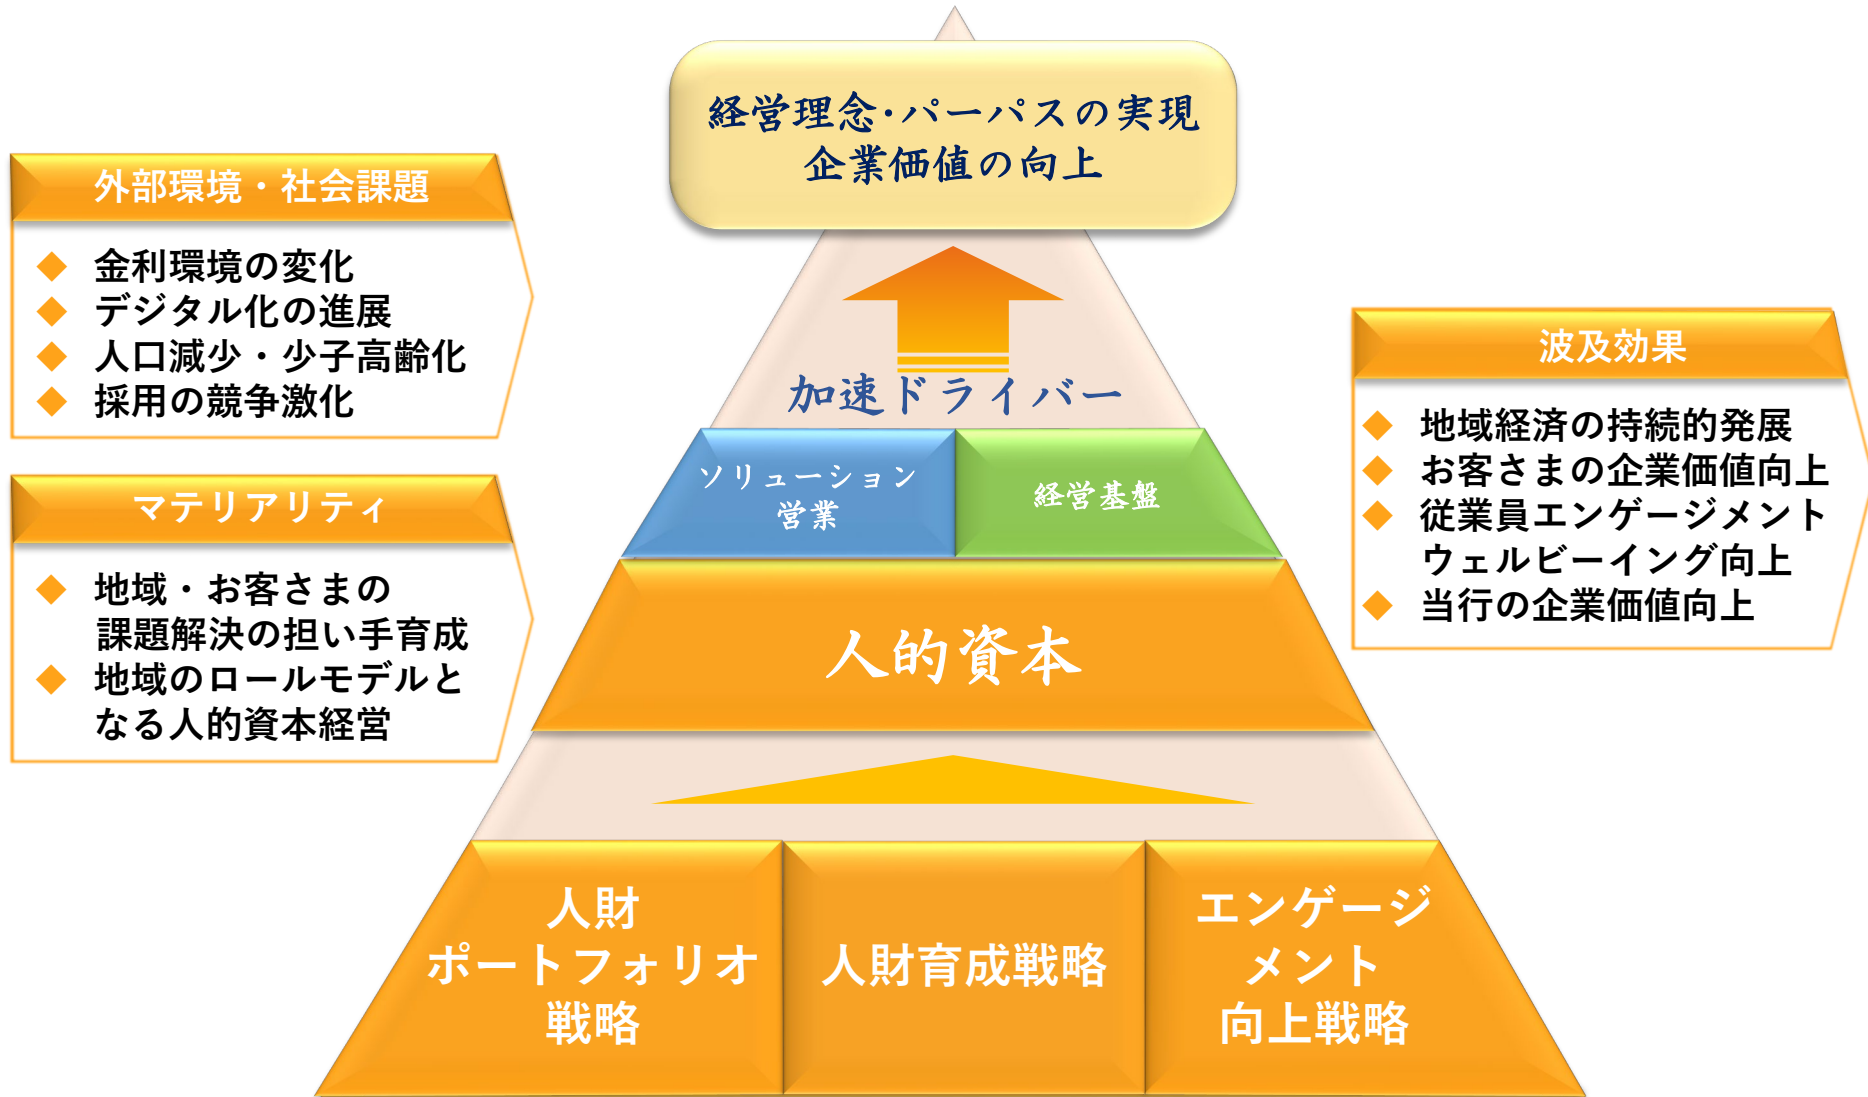 経営理念・パーパスの実現
企業価値の向上
外部環境・社会課題
金利環境の変化
デジタル化の進展
人口減少・少子高齢化
採用の競争激化
マテリアリティ
地域・お客さまの
課題解決の担い手育成
地域のロールモデルと
なる人的資本経営
加速ドライバー
ソリューション
営業
経営基盤
人的資本
人財
ポートフォリオ
戦略
人財育成戦略
エンゲージ
メント
向上戦略
波及効果
地域経済の持続的発展
お客さまの企業価値向上
従業員エンゲージメント
ウェルビーイング向上
当行の企業価値向上